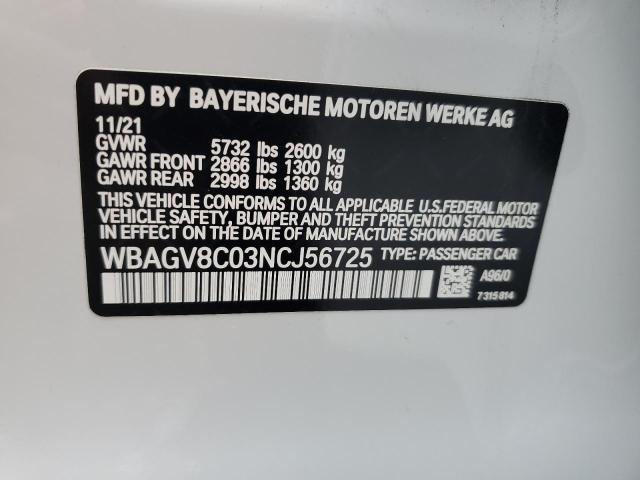 MFD BY BAYERISCHE MOTOREN WERKE AG
11/21
GVWR 5732 lbs 2600 kg
GAWR FRONT 2866 lbs 1300 kg
GAWR REAR 2998 lbs 1360 kg
THIS VEHICLE CONFORMS TO ALL APPLICABLE U.S.FEDERAL MOTOR
VEHICLE SAFETY, BUMPER AND THEFT PREVENTION STANDARDS
IN EFFECT ON THE DATE OF MANUFACTURE SHOWN ABOVE.
WBAGV8C03NCJ56725 TYPE: PASSENGER CAR
A96/0
7315814